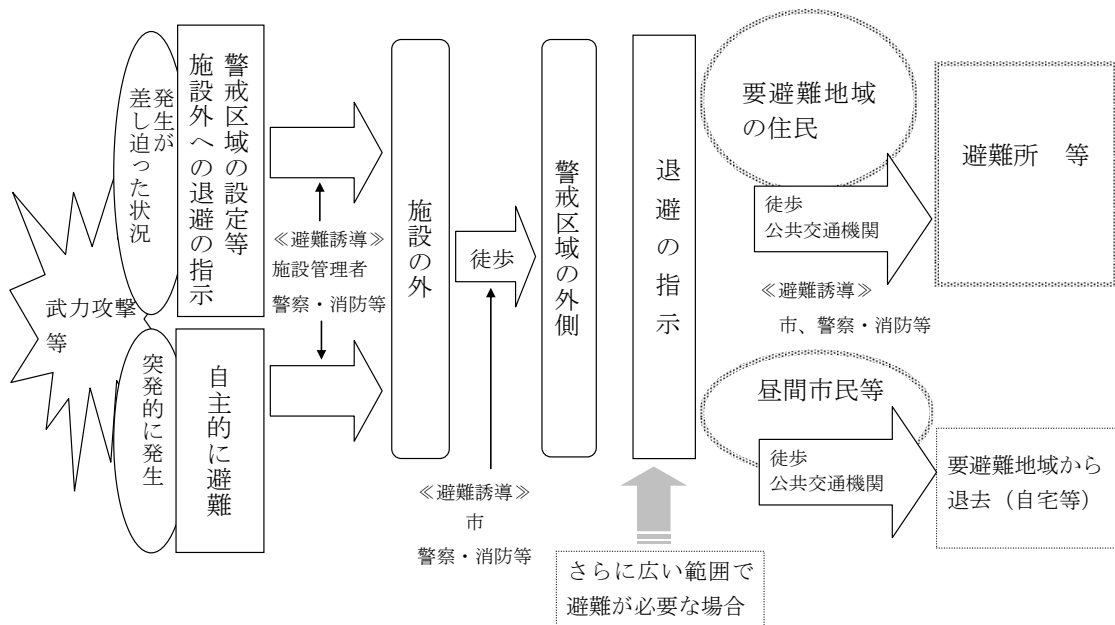 武力攻撃
等
発生が
差し迫った状況
警戒区域の設定等
施設外への退避の指示
突発的に発生
自主的に避難
≪避難誘導≫
施設管理者
警察・消防等
施設の外
徒歩
≪避難誘導≫
市
警察・消防等
警戒区域の外側
退避の指示
さらに広い範囲で
避難が必要な場合
要避難地域
の住民
徒歩
公共交通機関
≪避難誘導≫
市、警察・消防等
避難所　等
昼間市民等
徒歩
公共交通機関
要避難地域から
退去（自宅等）